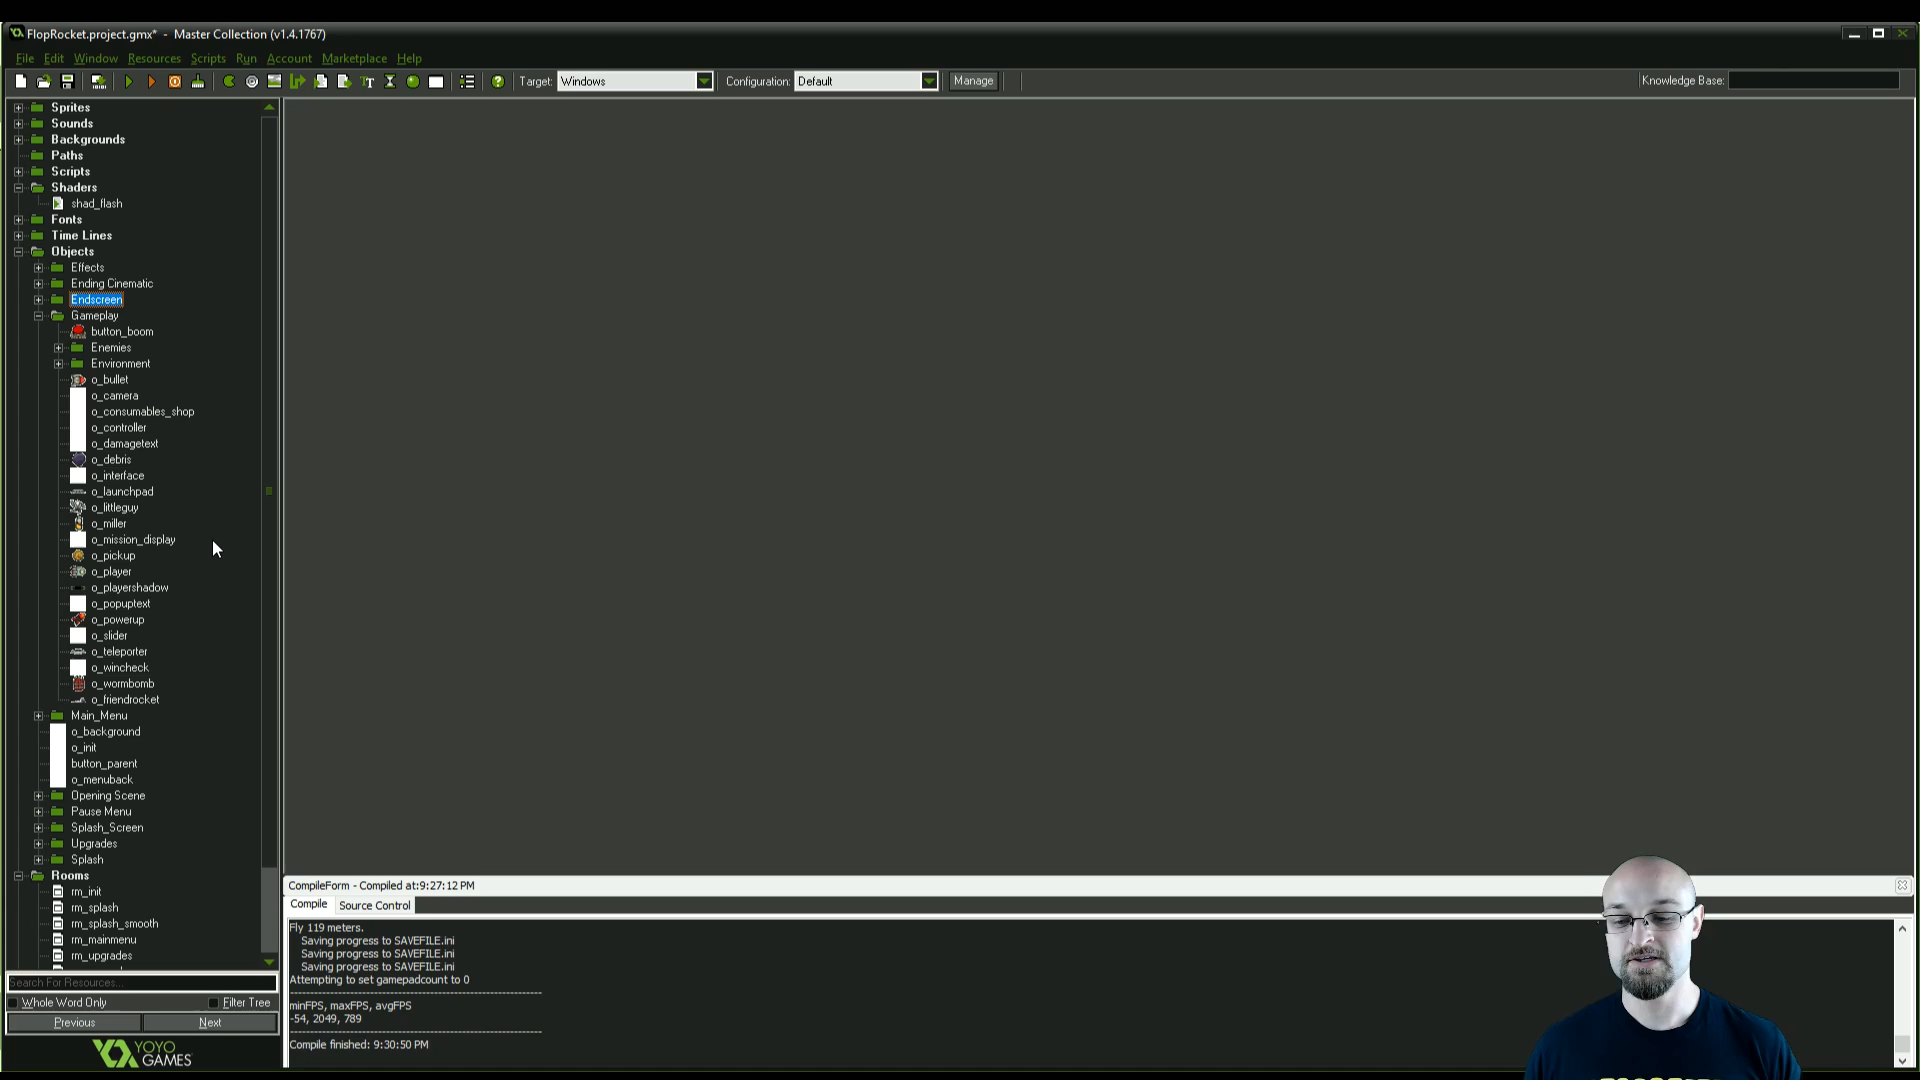 FlopRocket.project.gmx* - Master Collection (v1.4.1767)
File Edit Window Resources Scripts Run Account Marketplace Help
Target: Windows Configuration: Default Manage Knowledge Base:
Sprites
Sounds
Backgrounds
Paths
Scripts
Shaders
shad_flash
Fonts
Time Lines
Objects
Effects
Ending Cinematic
Endscreen
Gameplay
button_boom
Enemies
Environment
o_bullet
o_camera
o_consumables_shop
o_controller
o_damagetext
o_debris
o_interface
o_launchpad
o_littleguy
o_miller
o_mission_display
o_pickup
o_player
o_playershadow
o_popuptext
o_powerup
o_slider
o_teleporter
o_wincheck
o_wormbomb
o_friendrocket
Main_Menu
o_background
o_init
button_parent
o_menuback
Opening Scene
Pause Menu
Splash_Screen
Upgrades
Splash
Rooms
rm_init
rm_splash
rm_splash_smooth
rm_mainmenu
rm_upgrades
Search For Resources...
Whole Word Only Filter Tree
Previous Next
YOYO
GAMES
CompileForm - Compiled at:9:27:12 PM
Compile Source Control
Fly 119 meters.
Saving progress to SAVEFILE.ini
Saving progress to SAVEFILE.ini
Saving progress to SAVEFILE.ini
Attempting to set gamepadcount to 0
minFPS, maxFPS, avgFPS
-54, 2049, 789
Compile finished: 9:30:50 PM